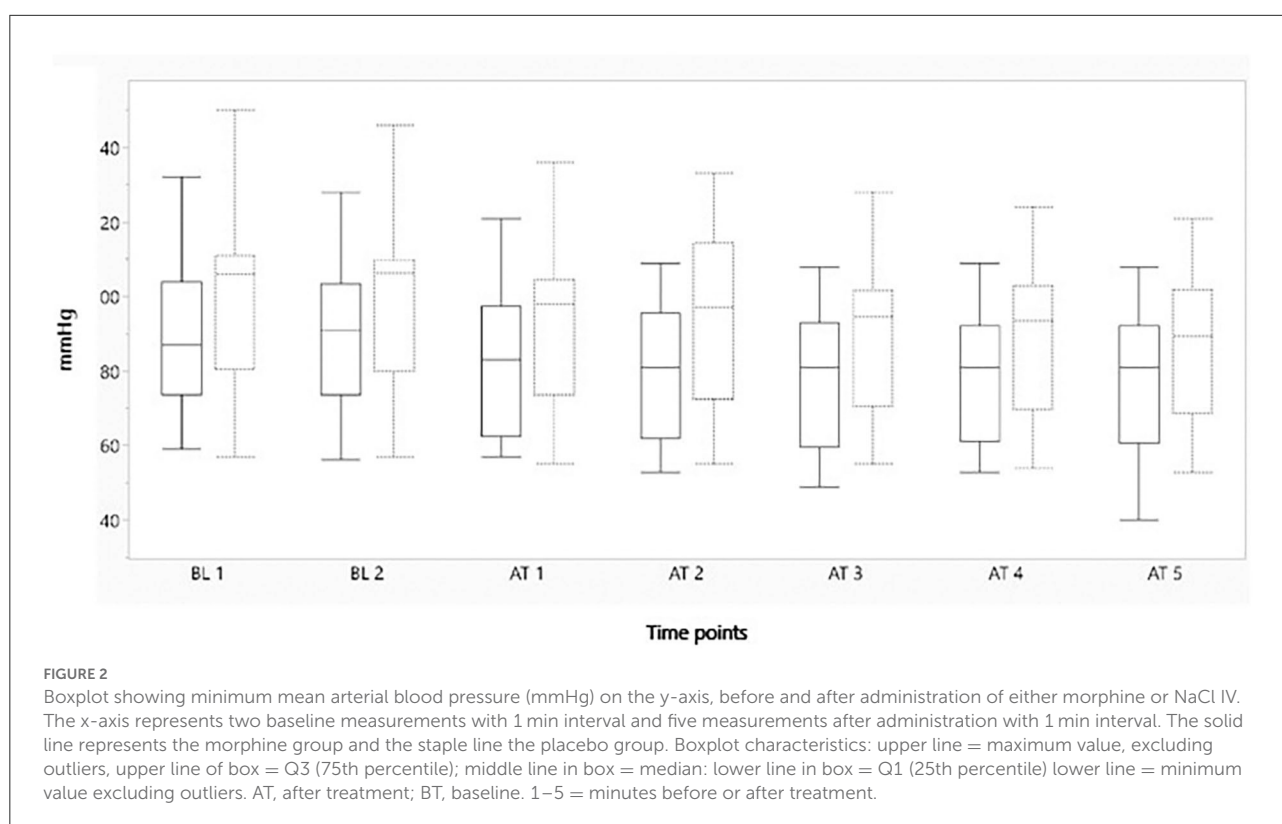 40
20
00
80
60
40
mmHg
BL 1 BL 2 AT 1 AT 2 AT 3 AT 4 AT 5
Time points
FIGURE 2
Boxplot showing minimum mean arterial blood pressure (mmHg) on the y-axis, before and after administration of either morphine or NaCl IV.
The x-axis represents two baseline measurements with 1 min interval and five measurements after administration with 1 min interval. The solid
line represents the morphine group and the staple line the placebo group. Boxplot characteristics: upper line = maximum value, excluding
outliers, upper line of box = Q3 (75th percentile); middle line in box = median: lower line in box = Q1 (25th percentile) lower line = minimum
value excluding outliers. AT, after treatment; BT, baseline. 1–5 = minutes before or after treatment.